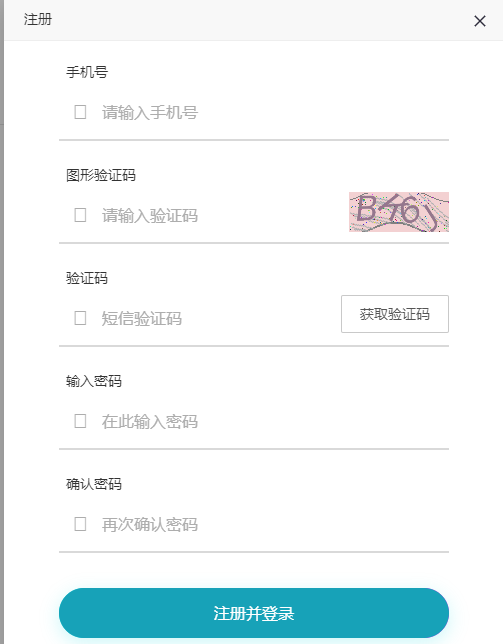 注册
手机号
请输入手机号
图形验证码
请输入验证码
验证码
短信验证码
获取验证码
输入密码
在此输入密码
确认密码
再次确认密码
注册并登录